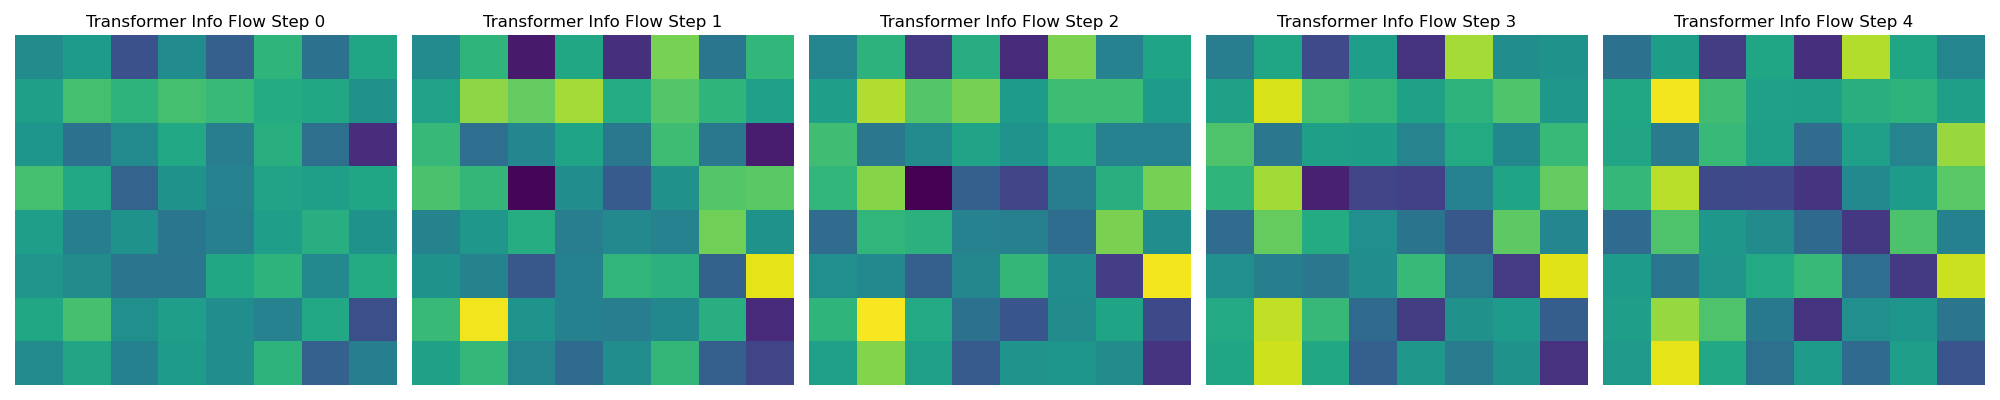 Transformer Info Flow Step 0
Transformer Info Flow Step 1
Transformer Info Flow Step 2
Transformer Info Flow Step 3
Transformer Info Flow Step 4